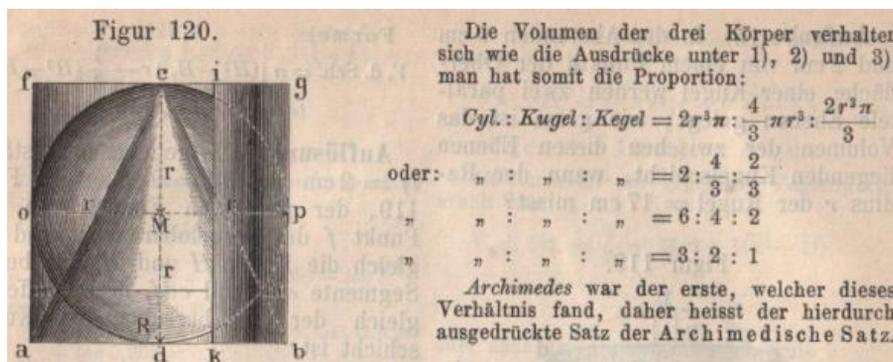 Figur 120.
f c i g
r
o r M r p
r
R
a d k b
Die Volumen der drei Körper verhalten
sich wie die Ausdrücke unter 1), 2) und 3)
man hat somit die Proportion:
Cyl. : Kugel : Kegel = 2r³π : 4/3 πr³ : 2r³π/3
oder: „ : „ : „ = 2 : 4/3 : 2/3
„ „ : „ : „ = 6 : 4 : 2
„ „ : „ : „ = 3 : 2 : 1
Archimedes war der erste, welcher dieses
Verhältnis fand, daher heisst der hierdurch
ausgedrückte Satz der Archimedische Satz